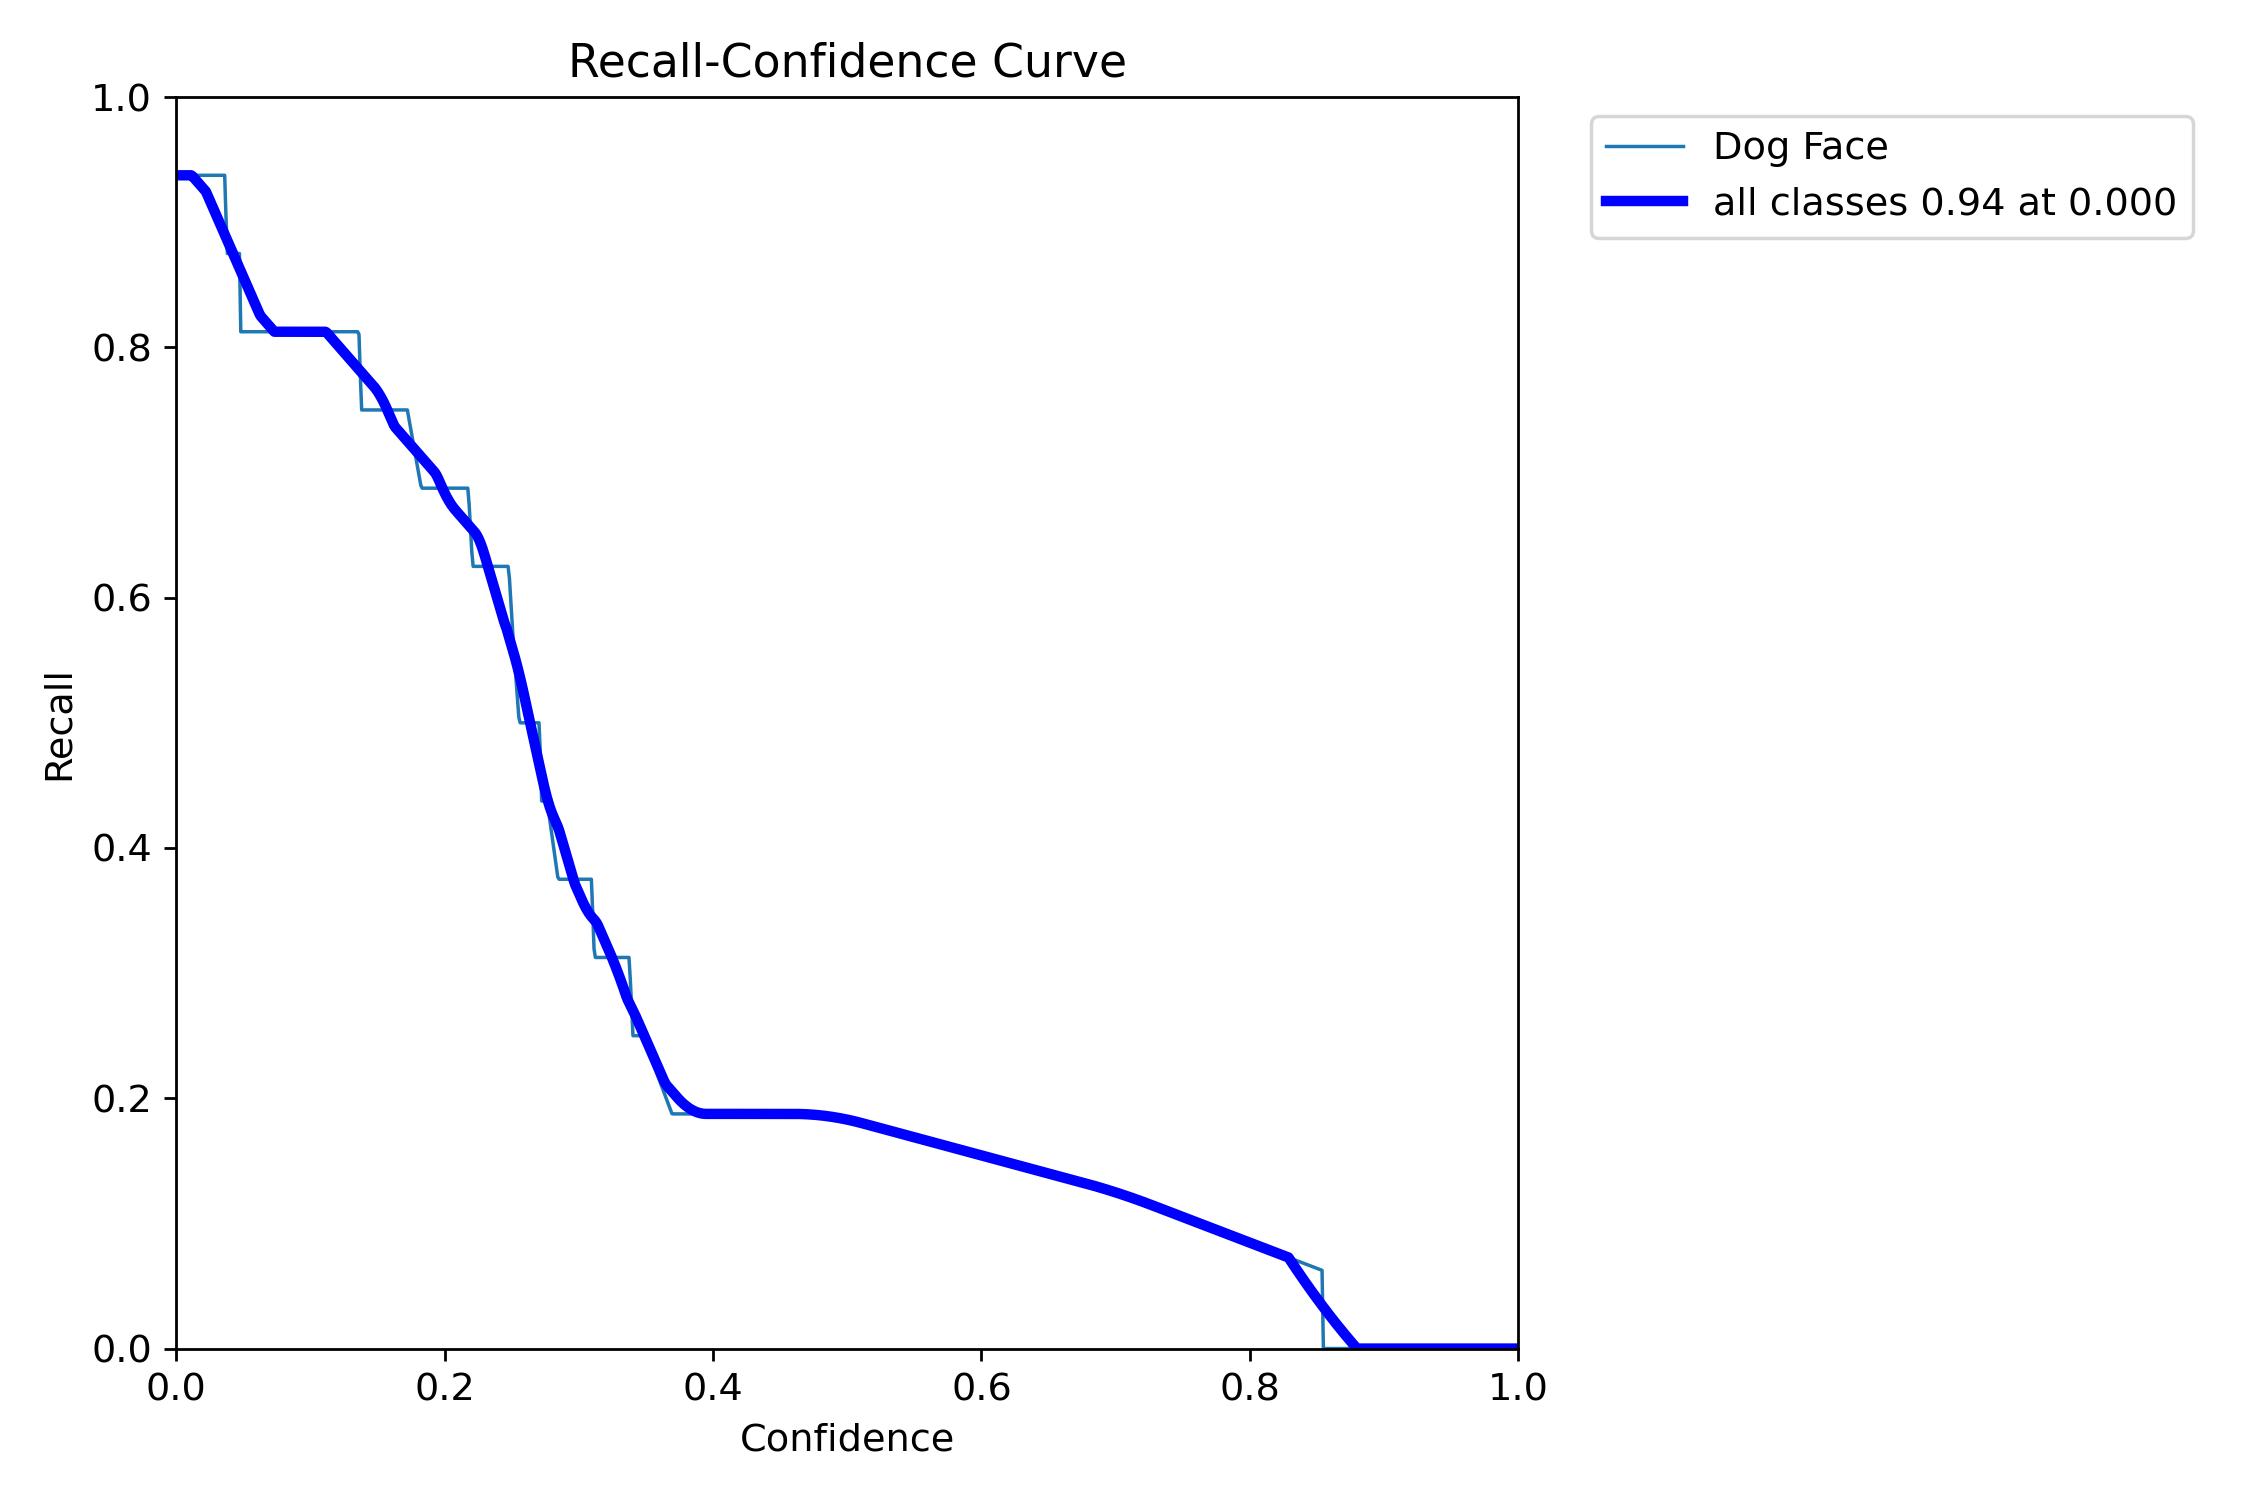 Recall-Confidence Curve
1.0
0.8
0.6
0.4
0.2
0.0
Recall
0.0 0.2 0.4 0.6 0.8 1.0
Confidence
Dog Face
all classes 0.94 at 0.000